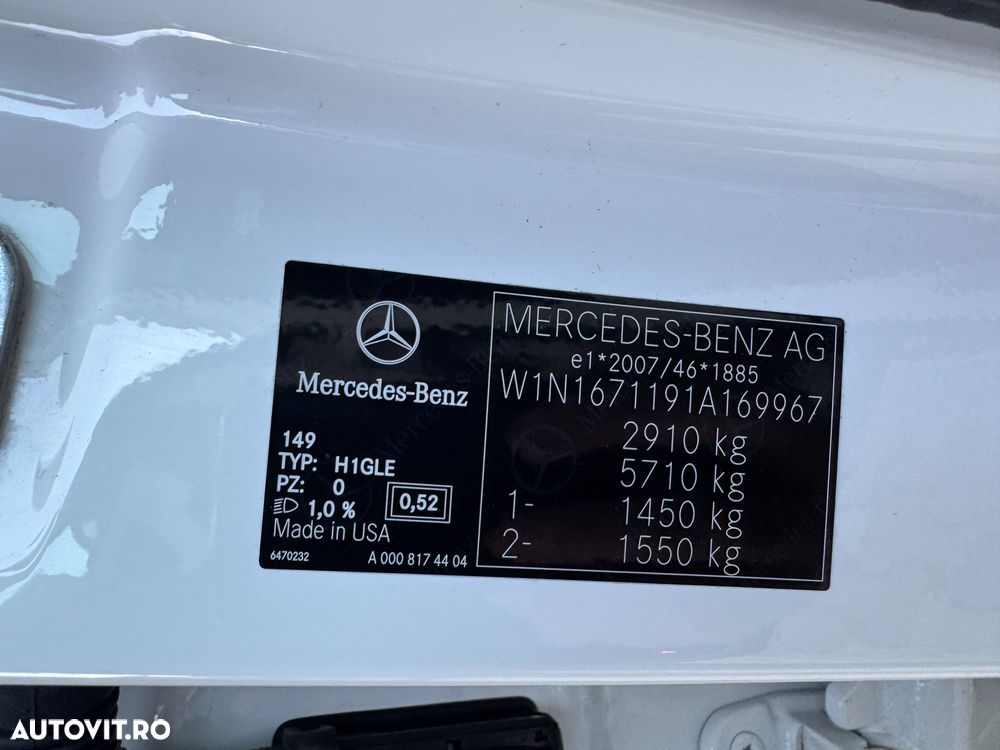 Mercedes-Benz
149
TYP: H1GLE
PZ: 0
1,0 %
0,52
Made in USA
6470232
A 000 817 44 04
MERCEDES-BENZ AG
e1*2007/46*1885
W1N1671191A169967
2910 kg
5710 kg
1- 1450 kg
2- 1550 kg
AUTOVIT.RO